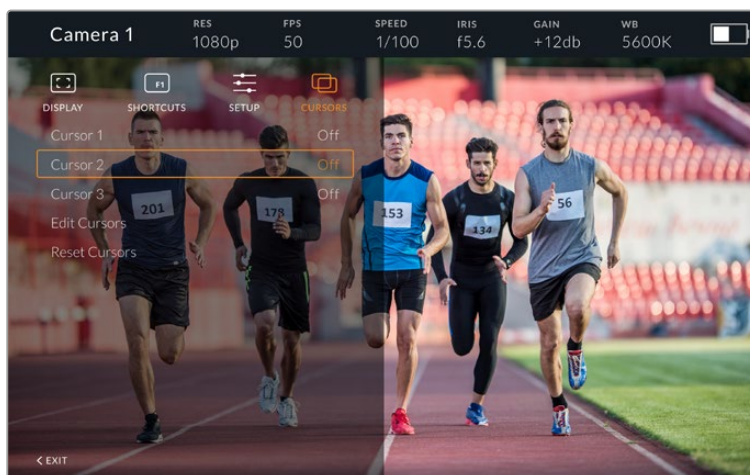 Camera 1
RES
1080p
FPS
50
SPEED
1/100
IRIS
f5.6
GAIN
+12db
WB
5600K
DISPLAY
F1
SHORTCUTS
SETUP
CURSORS
Cursor 1 Off
Cursor 2 Off
Cursor 3 Off
Edit Cursors
Reset Cursors
201
178
153
134
56
< EXIT